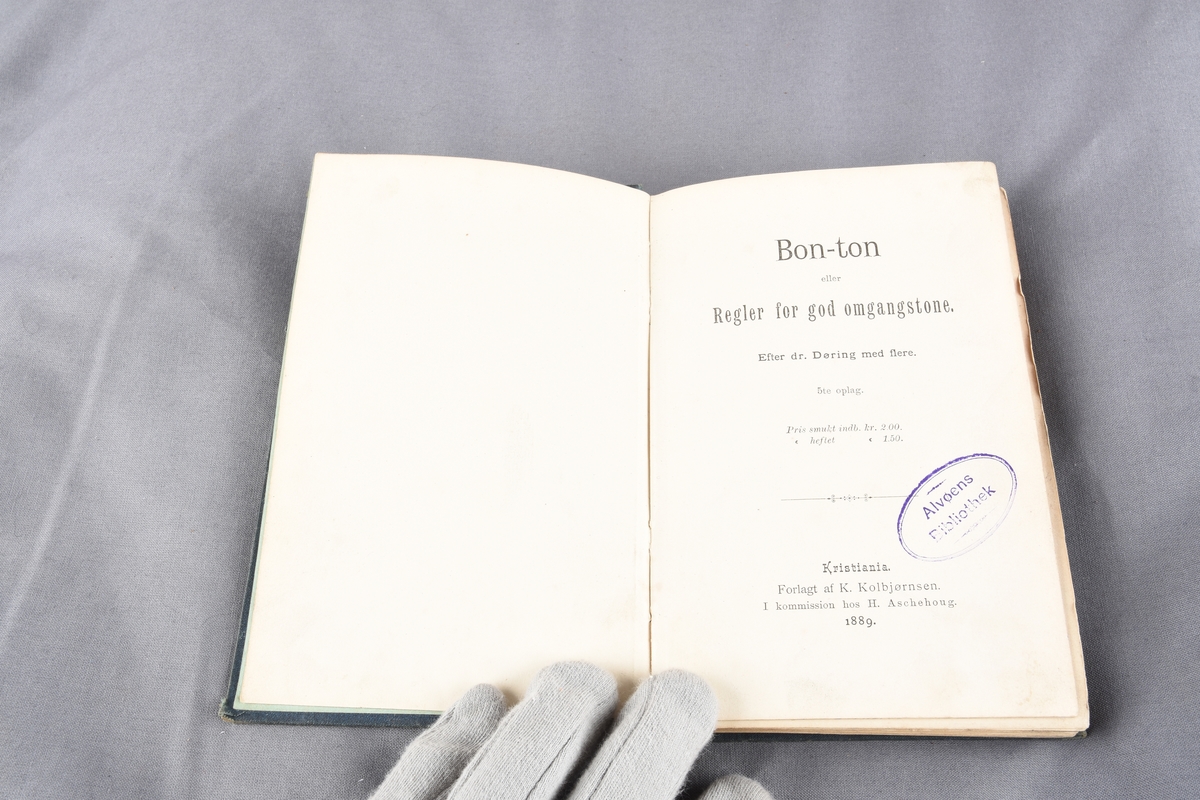 Bon-ton
eller
Regler for god omgangstone.
Efter dr. Døring med flere.
5te oplag.
Pris smukt indb. kr. 2.00.
« heftet « 1.50.
Alvøens
Bibliothek
Kristiania.
Forlagt af K. Kolbjørnsen.
I kommission hos H. Aschehoug.
1889.